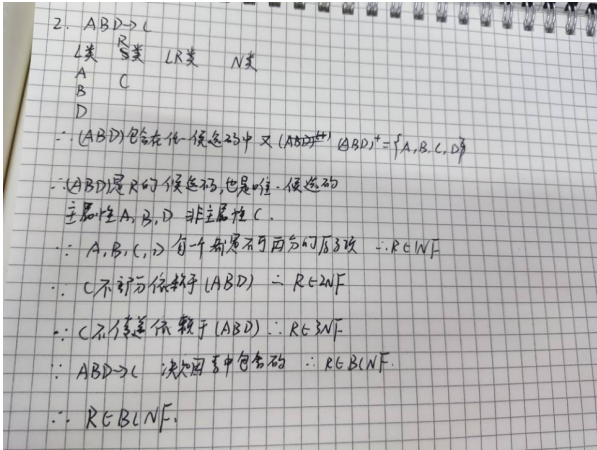 2. ABD→C
L类 R类 LR类 N类
A C
B
D
∴(ABD)包含在任一候选码中 又 (ABD)⁺={A,B,C,D}
∴(ABD)是R的候选码,也是唯一候选码
主属性A,B,D 非主属性C.
∵ A,B,C,D 每一个都是不可再分的 ∴R∈1NF
∵ C不部分依赖于(ABD) ∴ R∈2NF
∵ C不传递依赖于(ABD) ∴R∈3NF
∵ ABD→C 决定因素中包含码 ∴ R∈BCNF.
∴ R∈BCNF.